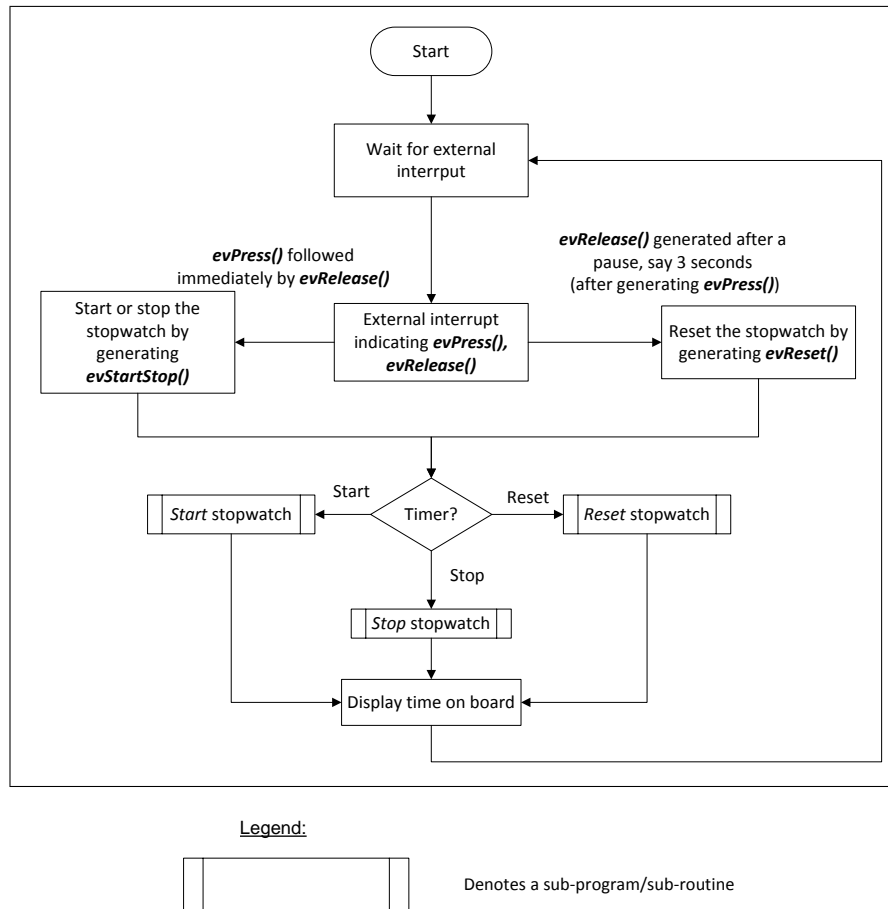 Start
Wait for external
interrput
evPress() followed
immediately by evRelease()
evRelease() generated after a
pause, say 3 seconds
(after generating evPress())
Start or stop the
stopwatch by
generating
evStartStop()
External interrupt
indicating evPress(),
evRelease()
Reset the stopwatch by
generating evReset()
Start
Timer?
Reset
Start stopwatch
Reset stopwatch
Stop
Stop stopwatch
Display time on board
Legend:
Denotes a sub-program/sub-routine